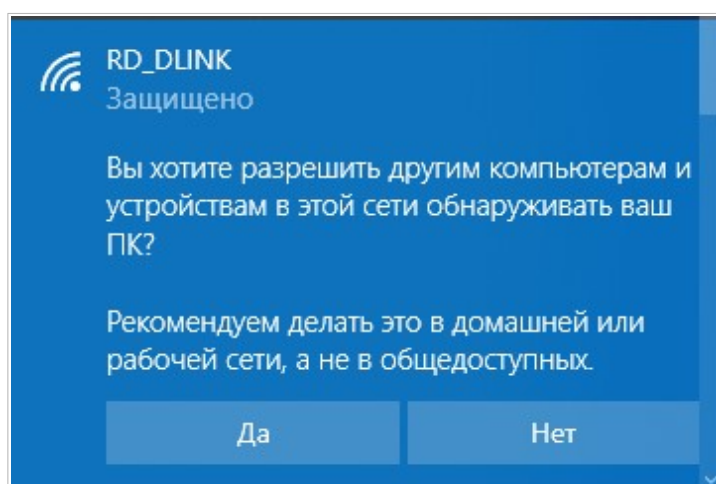 RD_DLINK
Защищено
Вы хотите разрешить другим компьютерам и
устройствам в этой сети обнаруживать ваш
ПК?
Рекомендуем делать это в домашней или
рабочей сети, а не в общедоступных.
Да Нет